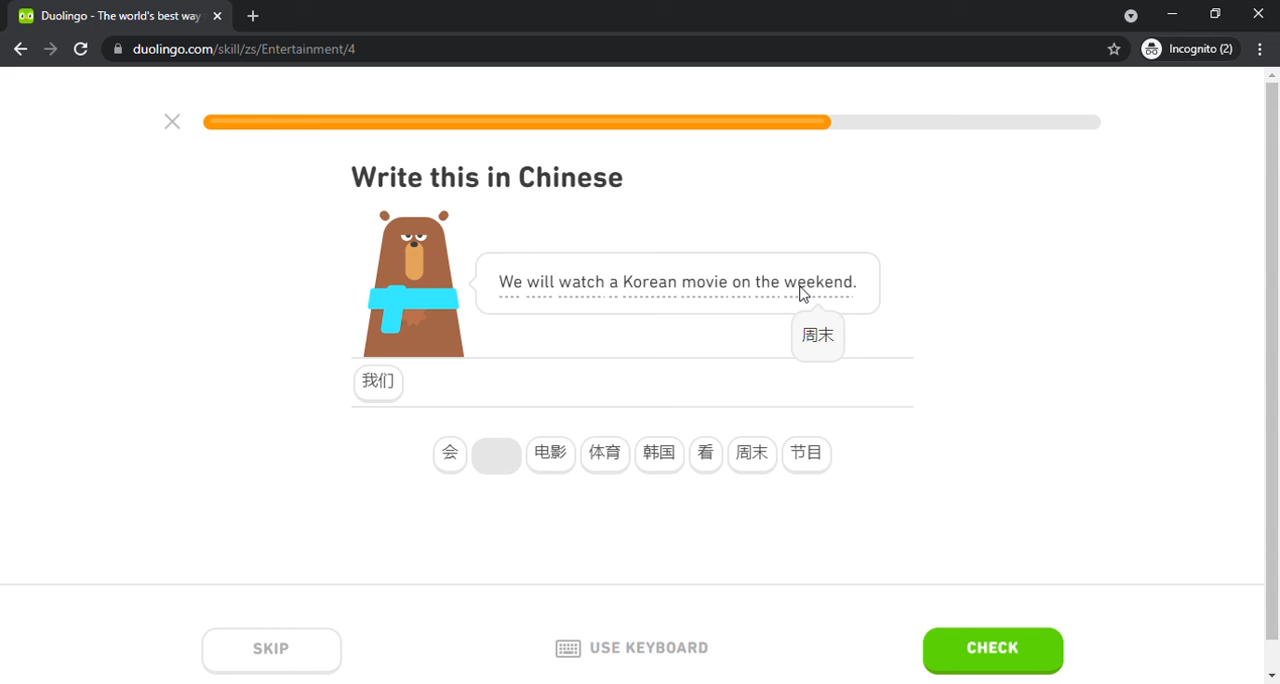 Duolingo - The world's best way
duolingo.com/skill/zs/Entertainment/4
Incognito (2)
Write this in Chinese
We will watch a Korean movie on the weekend.
周末
我们
会 电影 体育 韩国 看 周末 节目
SKIP
USE KEYBOARD
CHECK